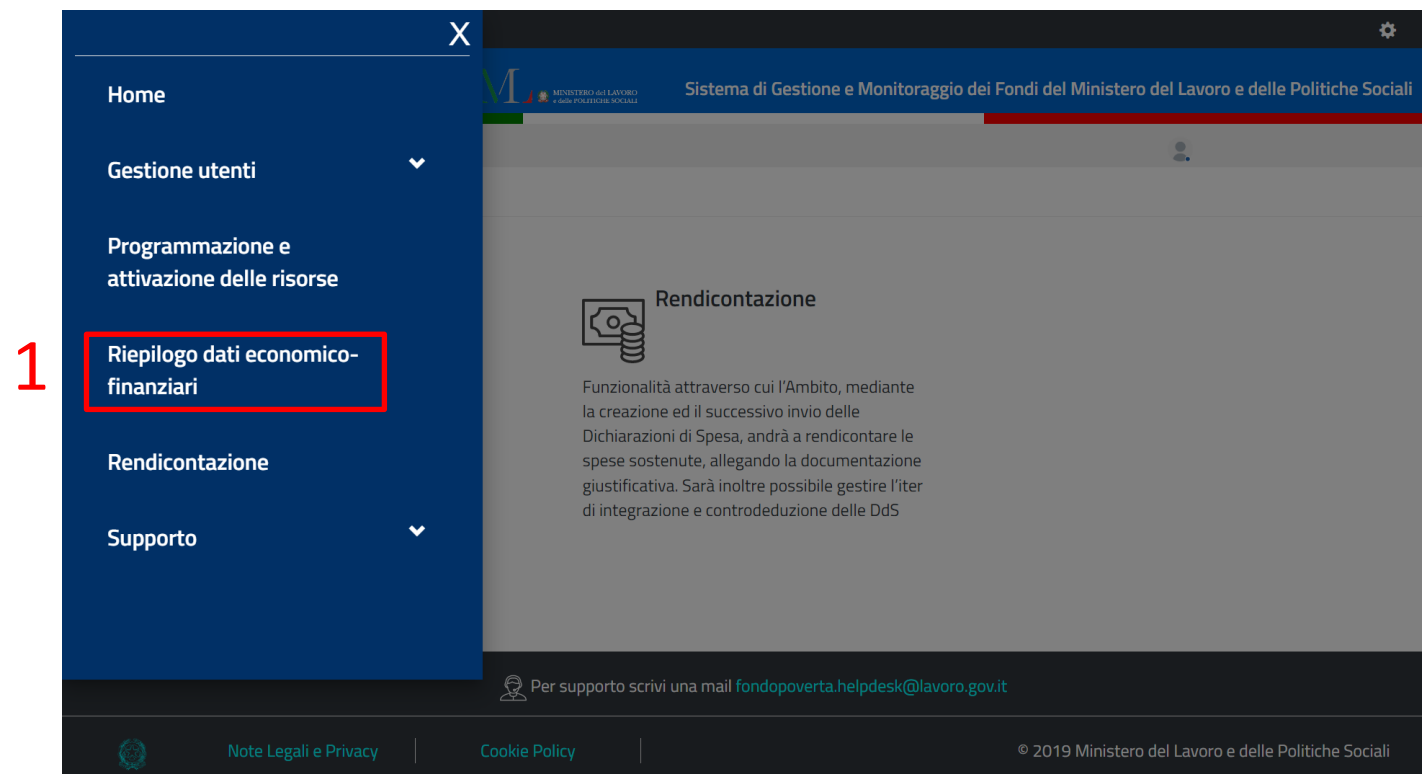 X
Home
Gestione utenti
Programmazione e
attivazione delle risorse
1
Riepilogo dati economico-
finanziari
Rendicontazione
Supporto
ML
MINISTERO del LAVORO
e delle POLITICHE SOCIALI
Sistema di Gestione e Monitoraggio dei Fondi del Ministero del Lavoro e delle Politiche Sociali
Rendicontazione
Funzionalità attraverso cui l'Ambito, mediante
la creazione ed il successivo invio delle
Dichiarazioni di Spesa, andrà a rendicontare le
spese sostenute, allegando la documentazione
giustificativa. Sarà inoltre possibile gestire l'iter
di integrazione e controdeduzione delle DdS
Per supporto scrivi una mail fondopoverta.helpdesk@lavoro.gov.it
Note Legali e Privacy
Cookie Policy
© 2019 Ministero del Lavoro e delle Politiche Sociali